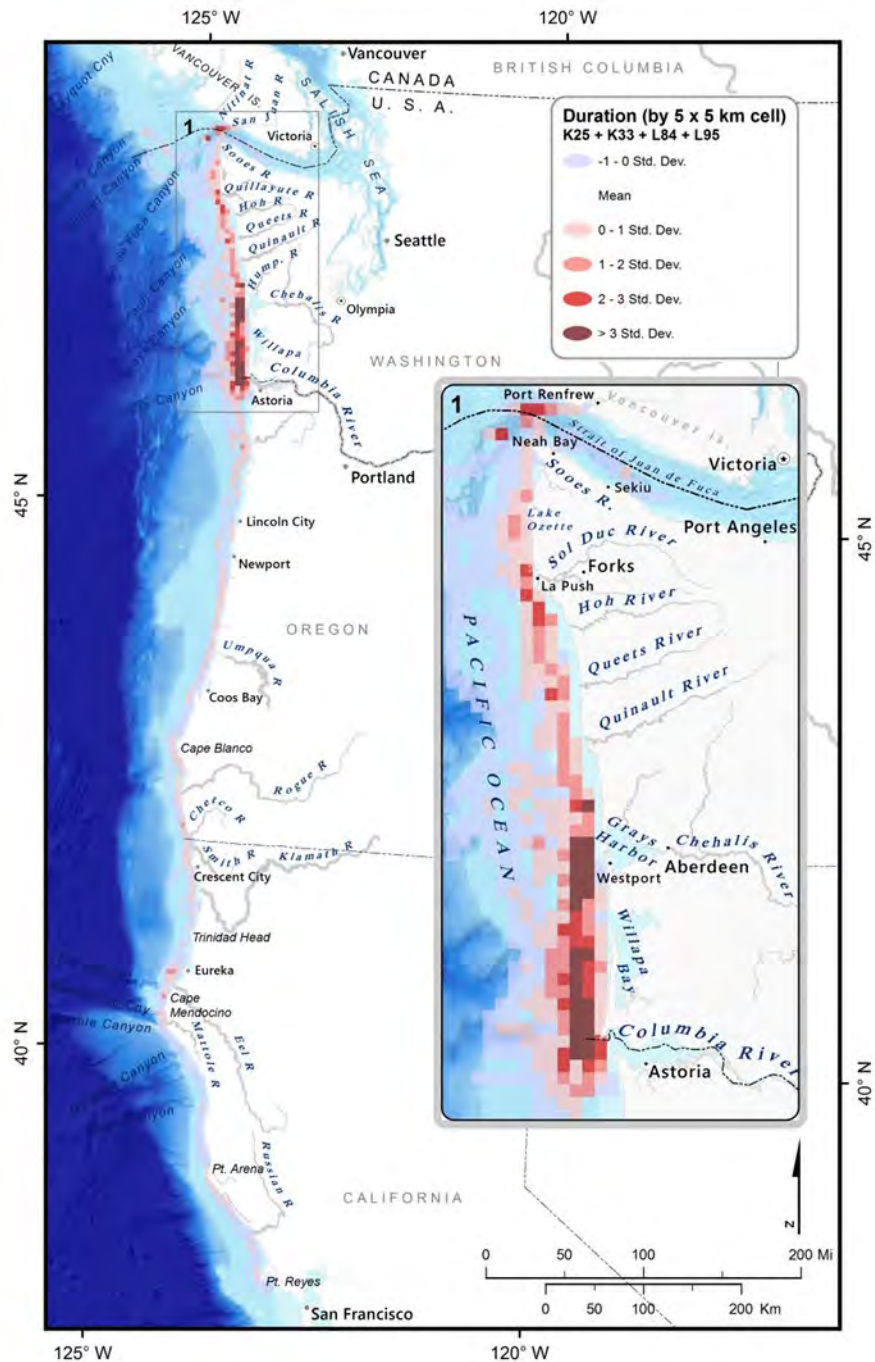 125° W
120° W
Vancouver
BRITISH COLUMBIA
CANADA
U. S. A.
VANCOUVER IS.
Nitinat R
San Juan R
SALISH SEA
1
Victoria
Sooes R
Quillayute R
Hoh R
Queets R
Quinault R
Hump. R
Seattle
Chehalis R
Olympia
Willapa
WASHINGTON
Columbia River
Astoria
Portland
45° N
Lincoln City
Newport
OREGON
Umpqua R
Coos Bay
Cape Blanco
Rogue R
Chetco R
Smith R
Klamath R
Crescent City
Trinidad Head
Eureka
Cape
Mendocino
40° N
Canyon
Mattole R
Eel R
Canyon
Russian R
Pt. Arena
CALIFORNIA
Pt. Reyes
San Francisco
125° W
120° W
Duration (by 5 x 5 km cell)
K25 + K33 + L84 + L95
-1 - 0 Std. Dev.
Mean
0 - 1 Std. Dev.
1 - 2 Std. Dev.
2 - 3 Std. Dev.
> 3 Std. Dev.
1
Port Renfrew
Vancouver Is.
Neah Bay
Strait of Juan de Fuca
Victoria
Sooes R.
Sekiu
Lake
Ozette
Port Angeles
Sol Duc River
Forks
La Push
Hoh River
PACIFIC OCEAN
Queets River
Quinault River
Grays
Harbor
Chehalis River
Westport
Aberdeen
Willapa
Bay
Columbia River
Astoria
45° N
40° N
N
0 50 100 200 Mi
0 50 100 200 Km